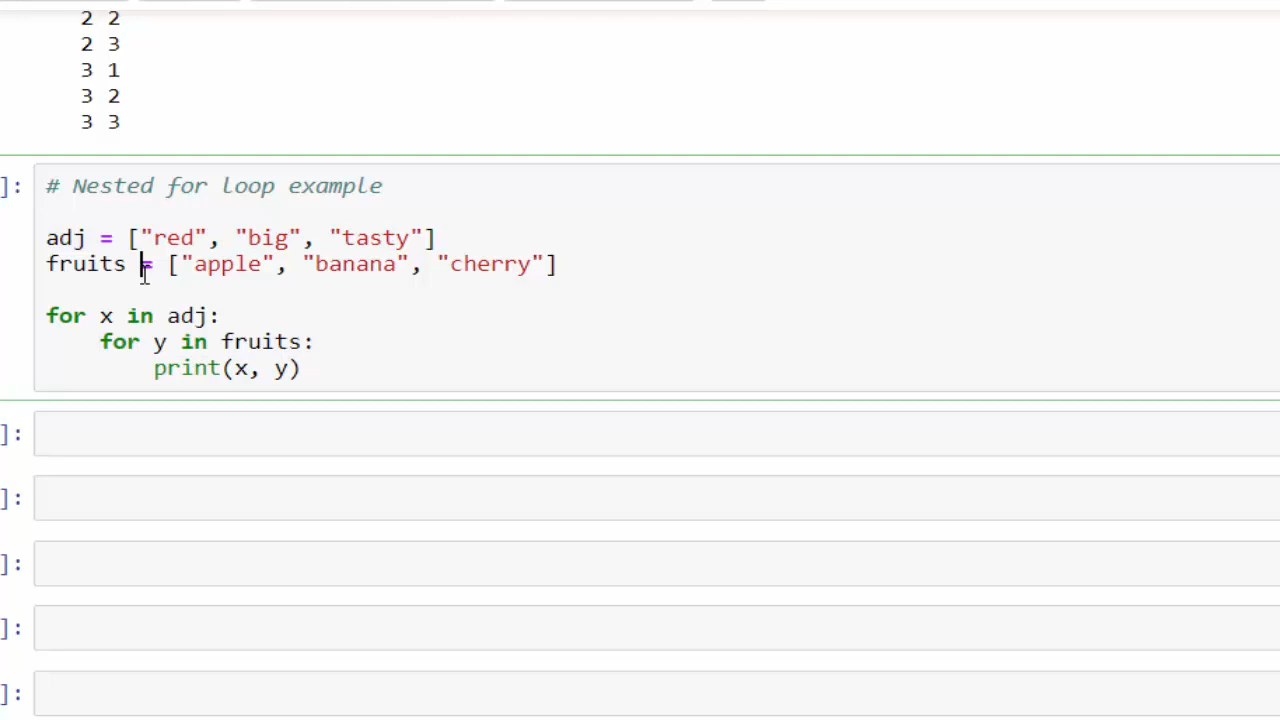 2 2
2 3
3 1
3 2
3 3
]:
# Nested for loop example
adj = ["red", "big", "tasty"]
fruits = ["apple", "banana", "cherry"]
for x in adj:
    for y in fruits:
        print(x, y)
]:
]:
]:
]:
]: